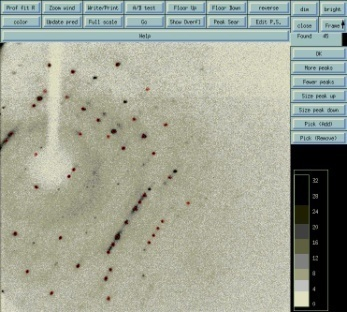 Prof fit R Zoom wind Write/Print H/D test Floor Up Floor Down reverse dim bright
color Update pred Full scale Go Show Overfl Peak Sear Edit P,S, close Frame
Help Found 45
OK
More peaks
Fewer peaks
Size peak up
Size peak down
Pick (Add)
Pick (Remove)
32
28
24
20
16
12
8
4
0